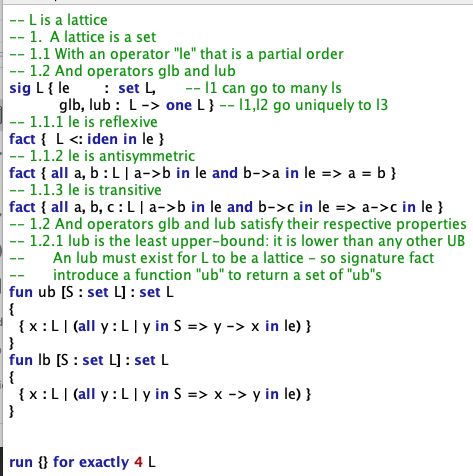 -- L is a lattice
-- 1.  A lattice is a set
-- 1.1 With an operator "le" that is a partial order
-- 1.2 And operators glb and lub
sig L { le     :  set L,      -- l1 can go to many ls
glb, lub :  L -> one L } -- l1,l2 go uniquely to l3
-- 1.1.1 le is reflexive
fact {  L <: iden in le }
-- 1.1.2 le is antisymmetric
fact { all a, b : L | a->b in le and b->a in le => a = b }
-- 1.1.3 le is transitive
fact { all a, b, c : L | a->b in le and b->c in le => a->c in le }
-- 1.2 And operators glb and lub satisfy their respective properties
-- 1.2.1 lub is the least upper-bound: it is lower than any other UB
--      An lub must exist for L to be a lattice - so signature fact
--      introduce a function "ub" to return a set of "ub"s
fun ub [S : set L] : set L
{
{ x : L | (all y : L | y in S => y -> x in le) }
}
fun lb [S : set L] : set L
{
{ x : L | (all y : L | y in S => x -> y in le) }
}
run {} for exactly 4 L